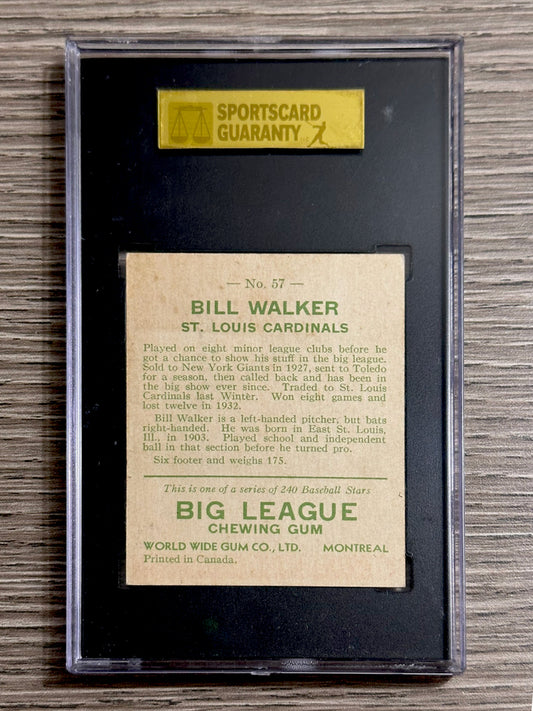 SPORTSCARD
GUARANTY
— No. 57 —
BILL WALKER
ST. LOUIS CARDINALS
Played on eight minor league clubs before he
got a chance to show his stuff in the big league.
Sold to New York Giants in 1927, sent to Toledo
for a season, then called back and has been in
the big show ever since. Traded to St. Louis
Cardinals last Winter. Won eight games and
lost twelve in 1932.
Bill Walker is a left-handed pitcher, but bats
right-handed. He was born in East St. Louis,
Ill., in 1903. Played school and independent
ball in that section before he turned pro.
Six footer and weighs 175.
This is one of a series of 240 Baseball Stars
BIG LEAGUE
CHEWING GUM
WORLD WIDE GUM CO., LTD. MONTREAL
Printed in Canada.